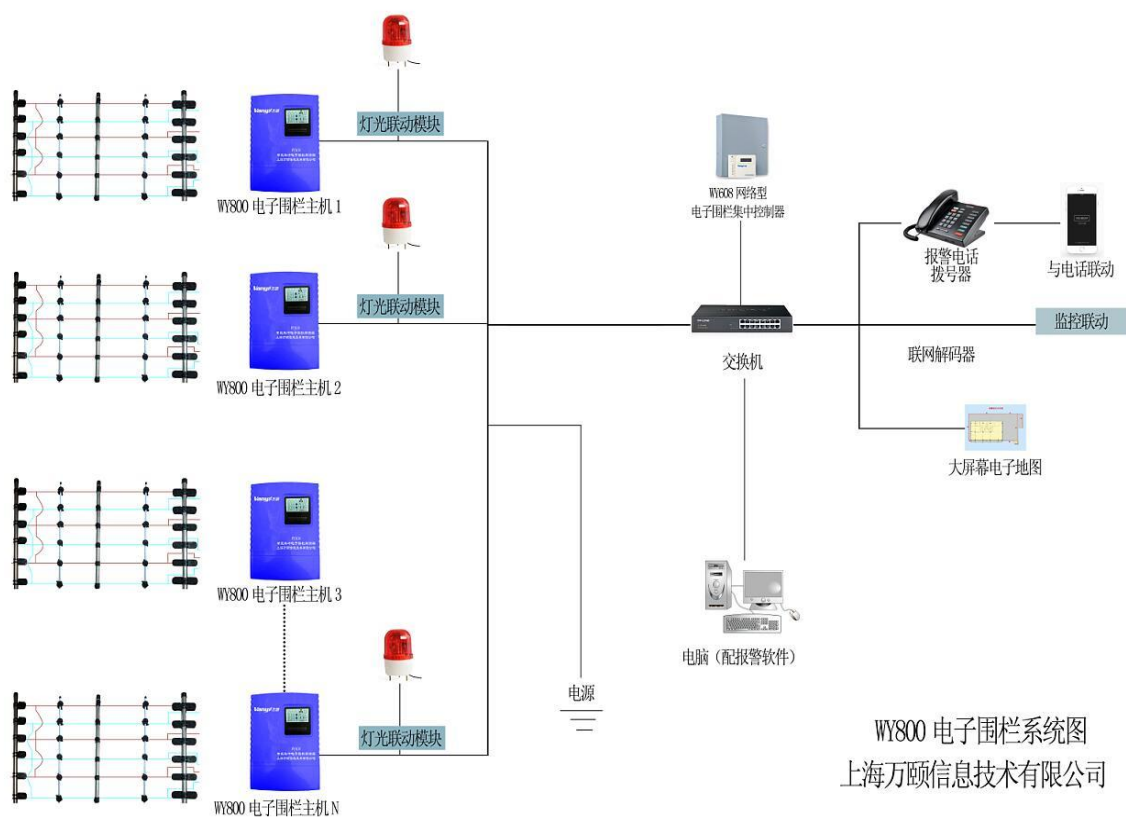 灯光联动模块
WY800 电子围栏主机 1
灯光联动模块
WY800 电子围栏主机 2
WY800 电子围栏主机 3
灯光联动模块
WY800 电子围栏主机 N
电源
WY608 网络型
电子围栏集中控制器
交换机
电脑（配报警软件）
报警电话
拨号器
与电话联动
监控联动
联网解码器
大屏幕电子地图
WY800 电子围栏系统图
上海万颐信息技术有限公司